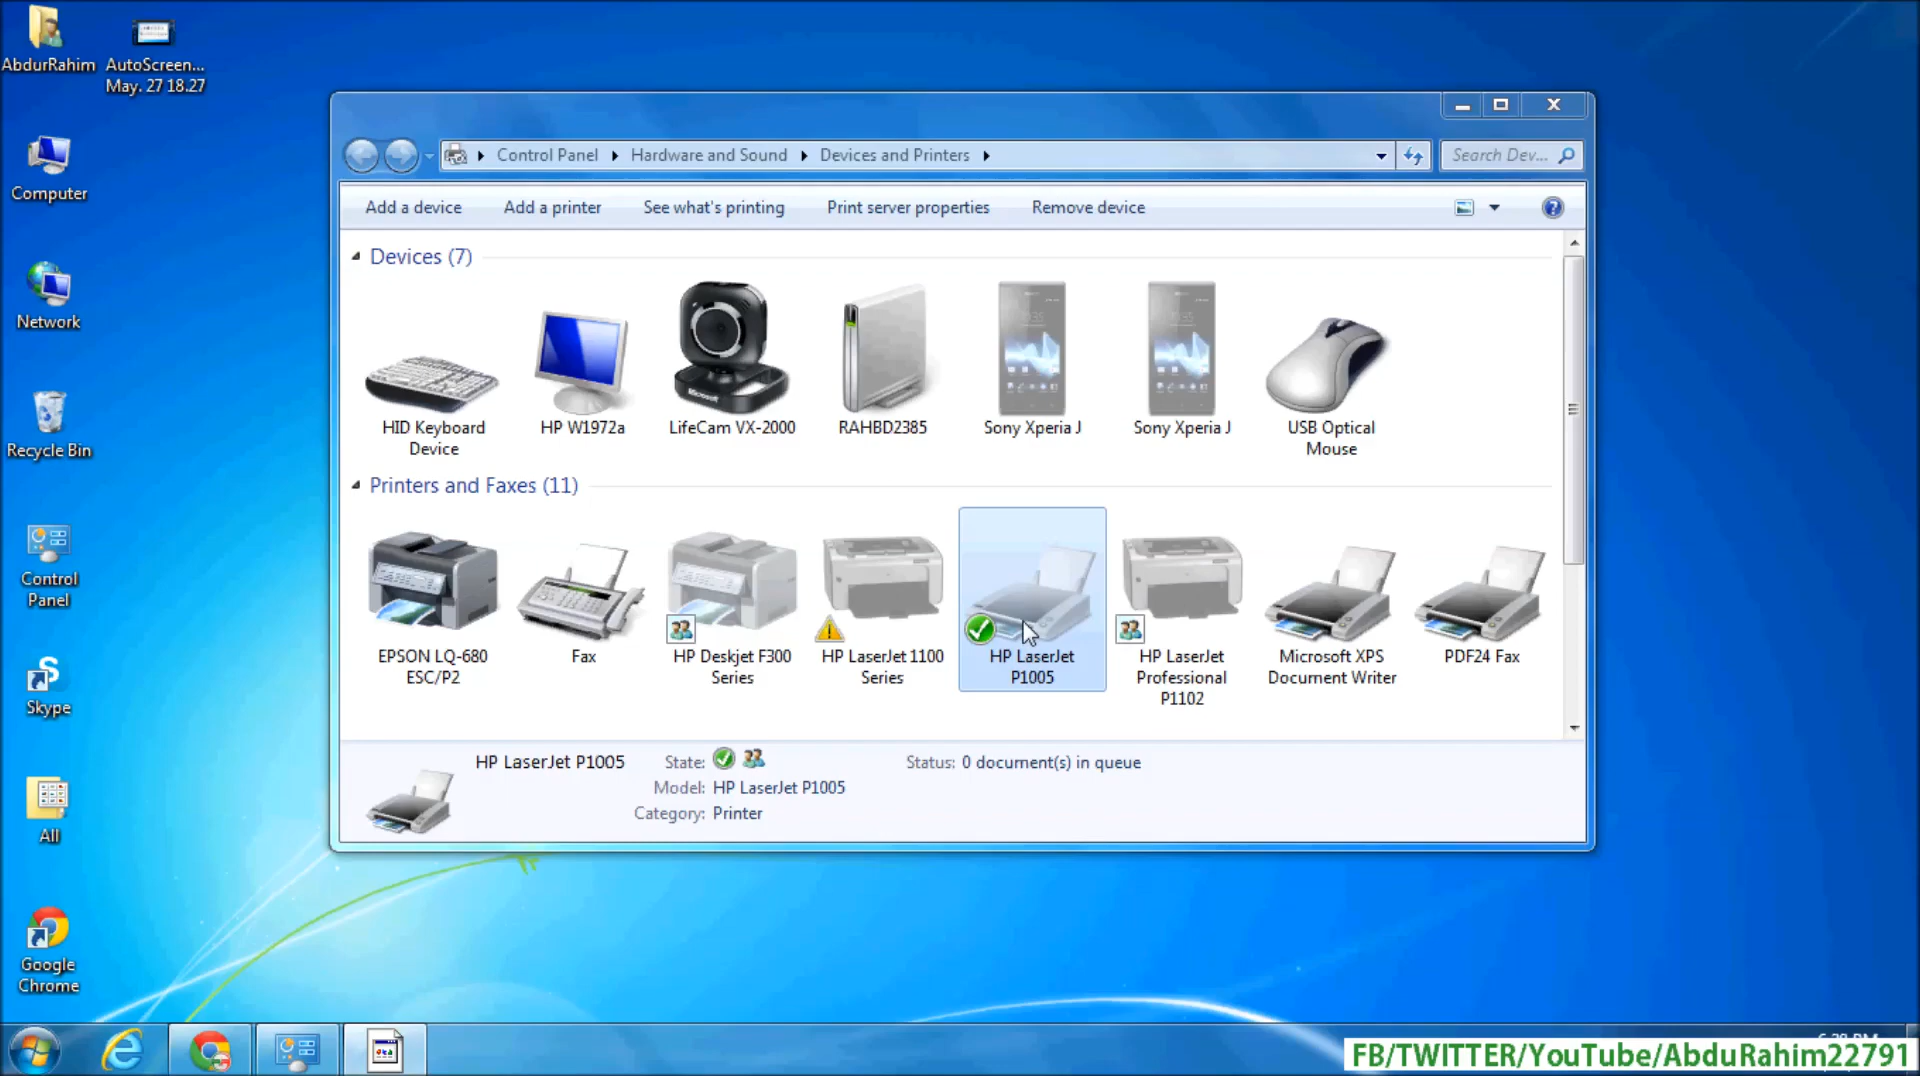 AbdurRahim
AutoScreen...
May. 27 18.27
Computer
Network
Recycle Bin
Control
Panel
Skype
All
Google
Chrome
Control Panel
Hardware and Sound
Devices and Printers
Search Dev...
Add a device
Add a printer
See what's printing
Print server properties
Remove device
Devices (7)
HID Keyboard
Device
HP W1972a
LifeCam VX-2000
RAHBD2385
Sony Xperia J
Sony Xperia J
USB Optical
Mouse
Printers and Faxes (11)
EPSON LQ-680
ESC/P2
Fax
HP Deskjet F300
Series
HP LaserJet 1100
Series
HP LaserJet
P1005
HP LaserJet
Professional
P1102
Microsoft XPS
Document Writer
PDF24 Fax
HP LaserJet P1005
State:
Status: 0 document(s) in queue
Model: HP LaserJet P1005
Category: Printer
FB/TWITTER/YouTube/AbduRahim22791